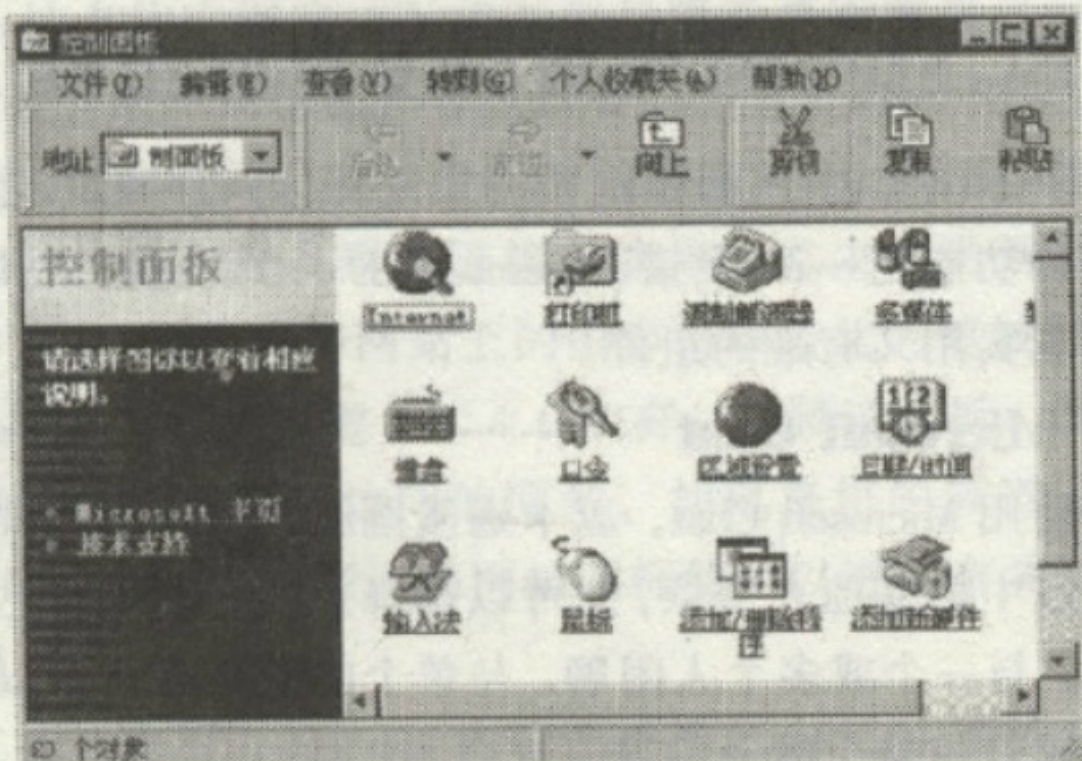 控制面板
文件(F) 编辑(E) 查看(V) 转到(G) 个人收藏夹(A) 帮助(H)
地址 制面板 后退 前进 向上 剪切 复制 粘贴
控制面板
请选择图标以查看相应
说明。
Microsoft 主页
技术支持
Internet 打印机 调制解调器 多媒体
键盘 口令 区域设置 日期/时间
输入法 鼠标 添加/删除程
序 添加新硬件
个对象